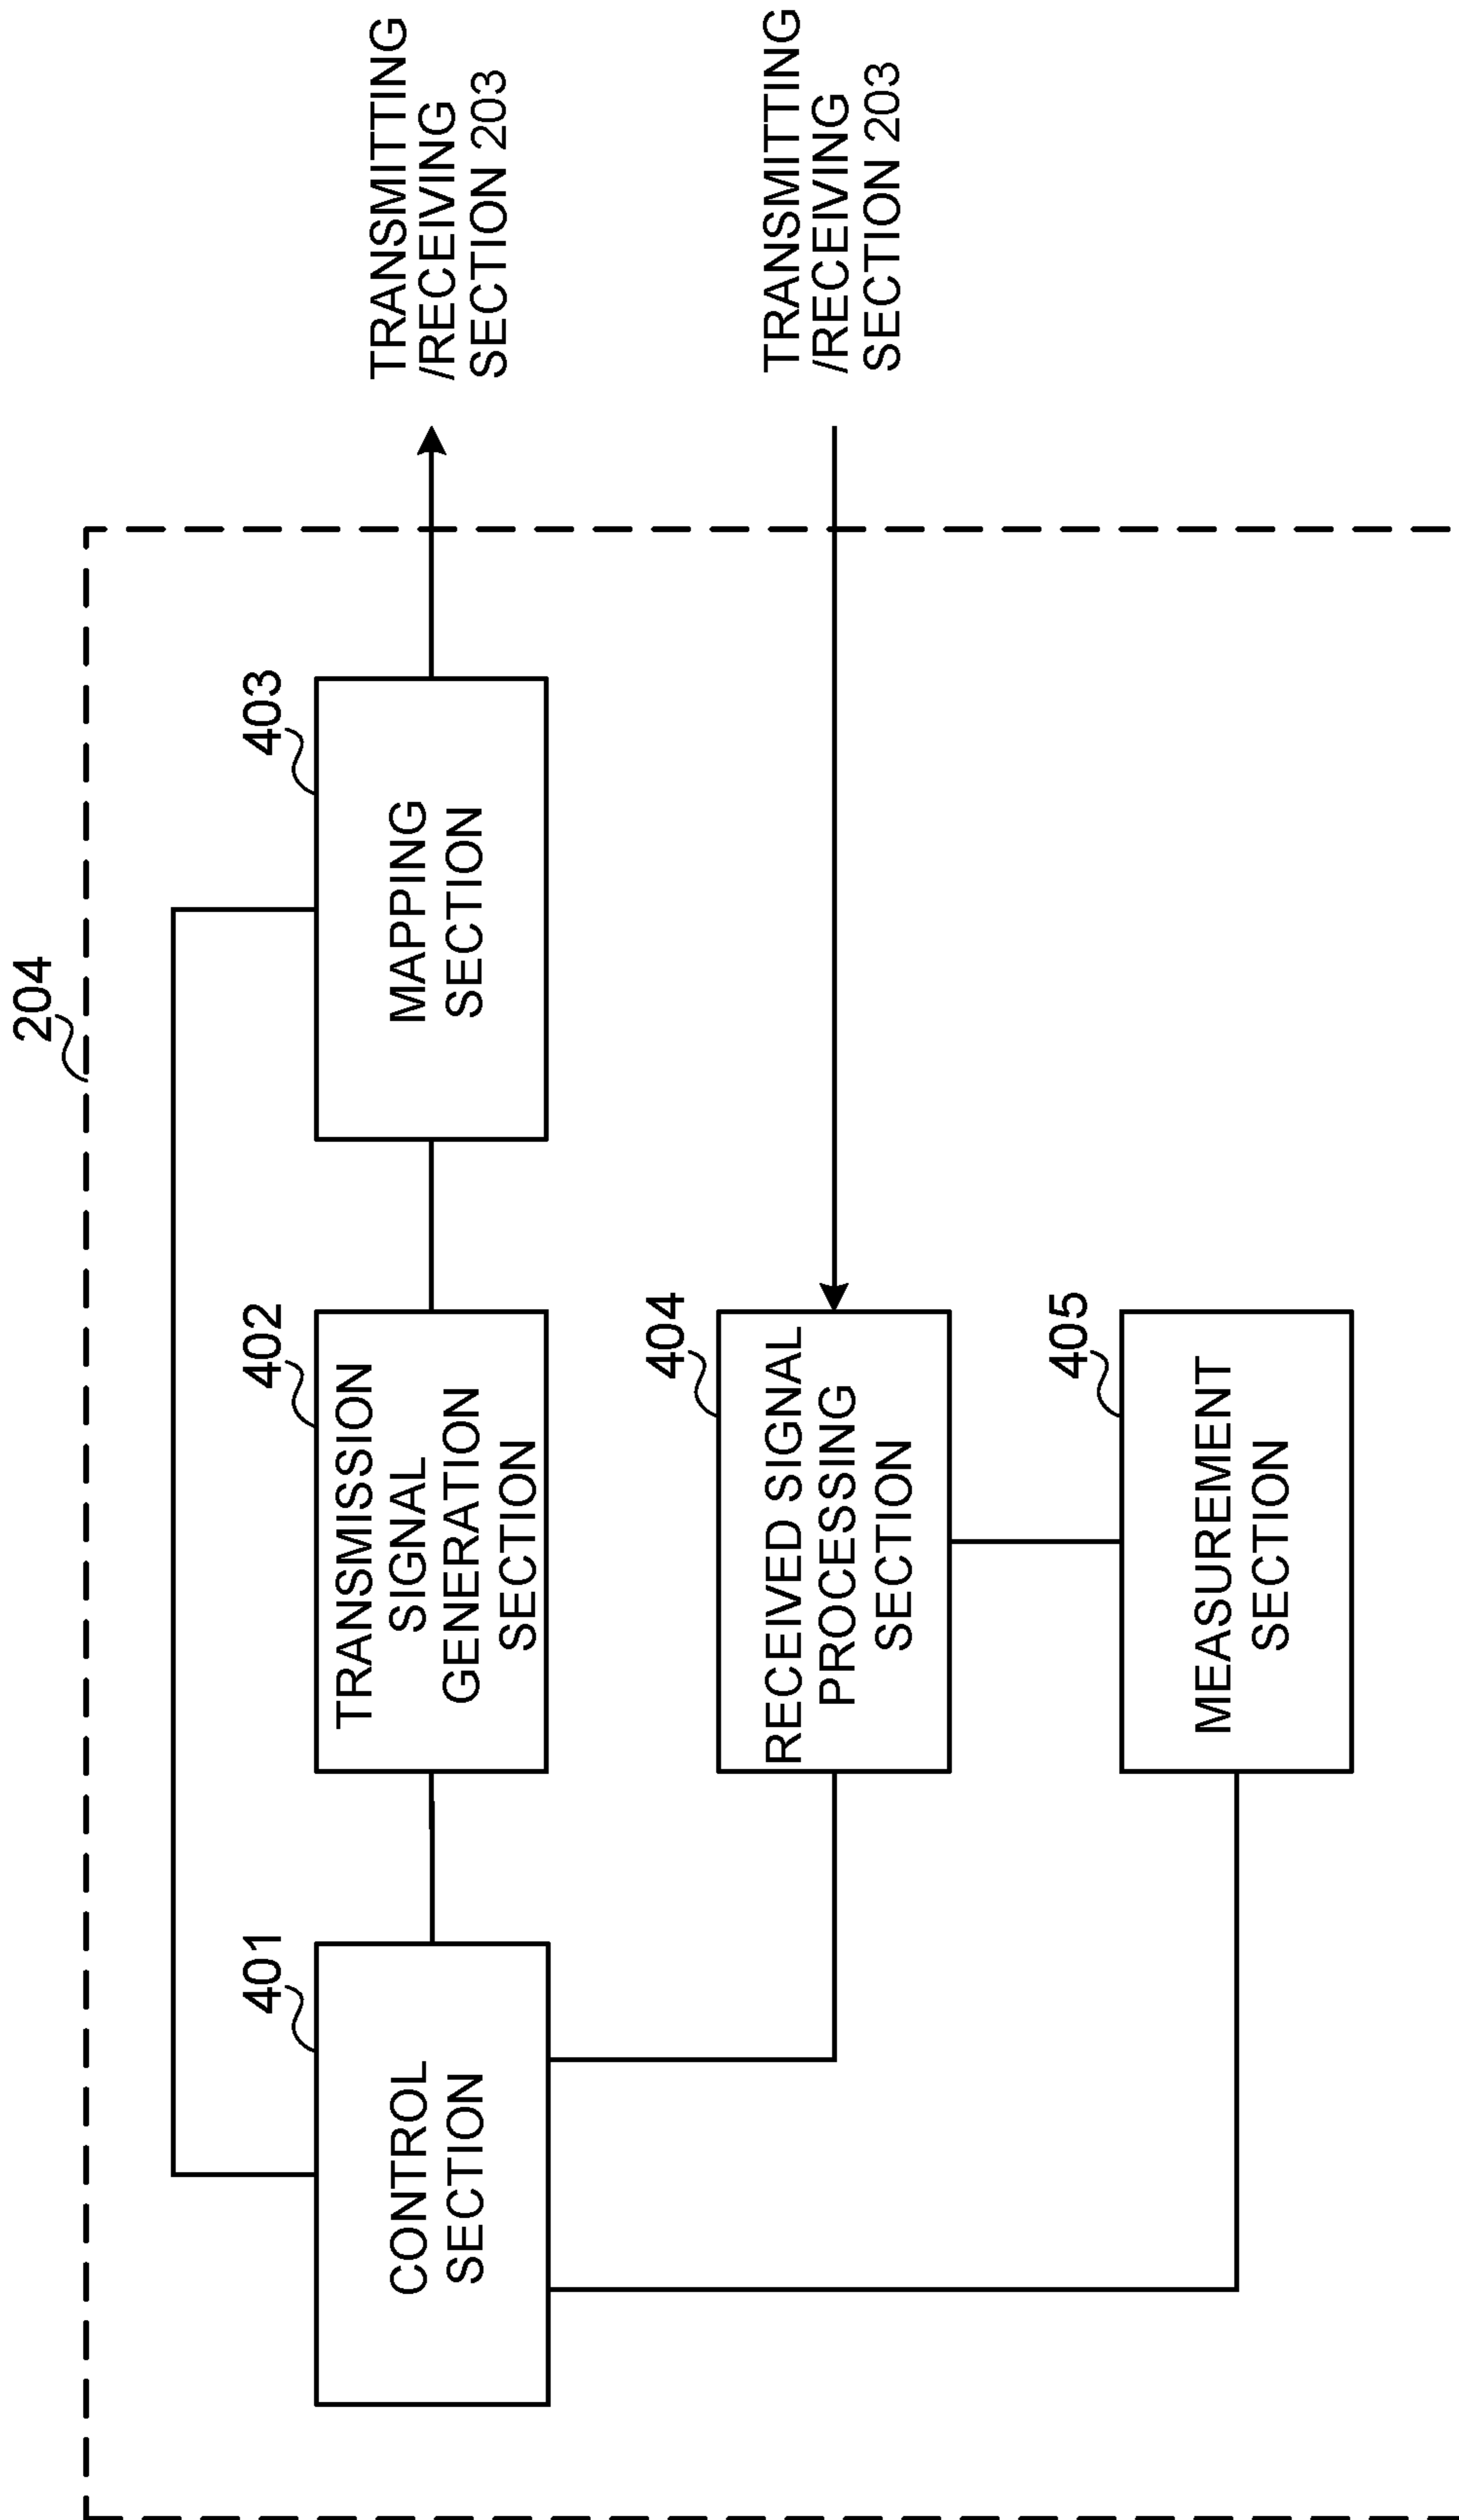 204
401
CONTROL
SECTION
402
TRANSMISSION
SIGNAL
GENERATION
SECTION
403
MAPPING
SECTION
TRANSMITTING
/RECEIVING
SECTION 203
404
RECEIVED SIGNAL
PROCESSING
SECTION
TRANSMITTING
/RECEIVING
SECTION 203
405
MEASUREMENT
SECTION